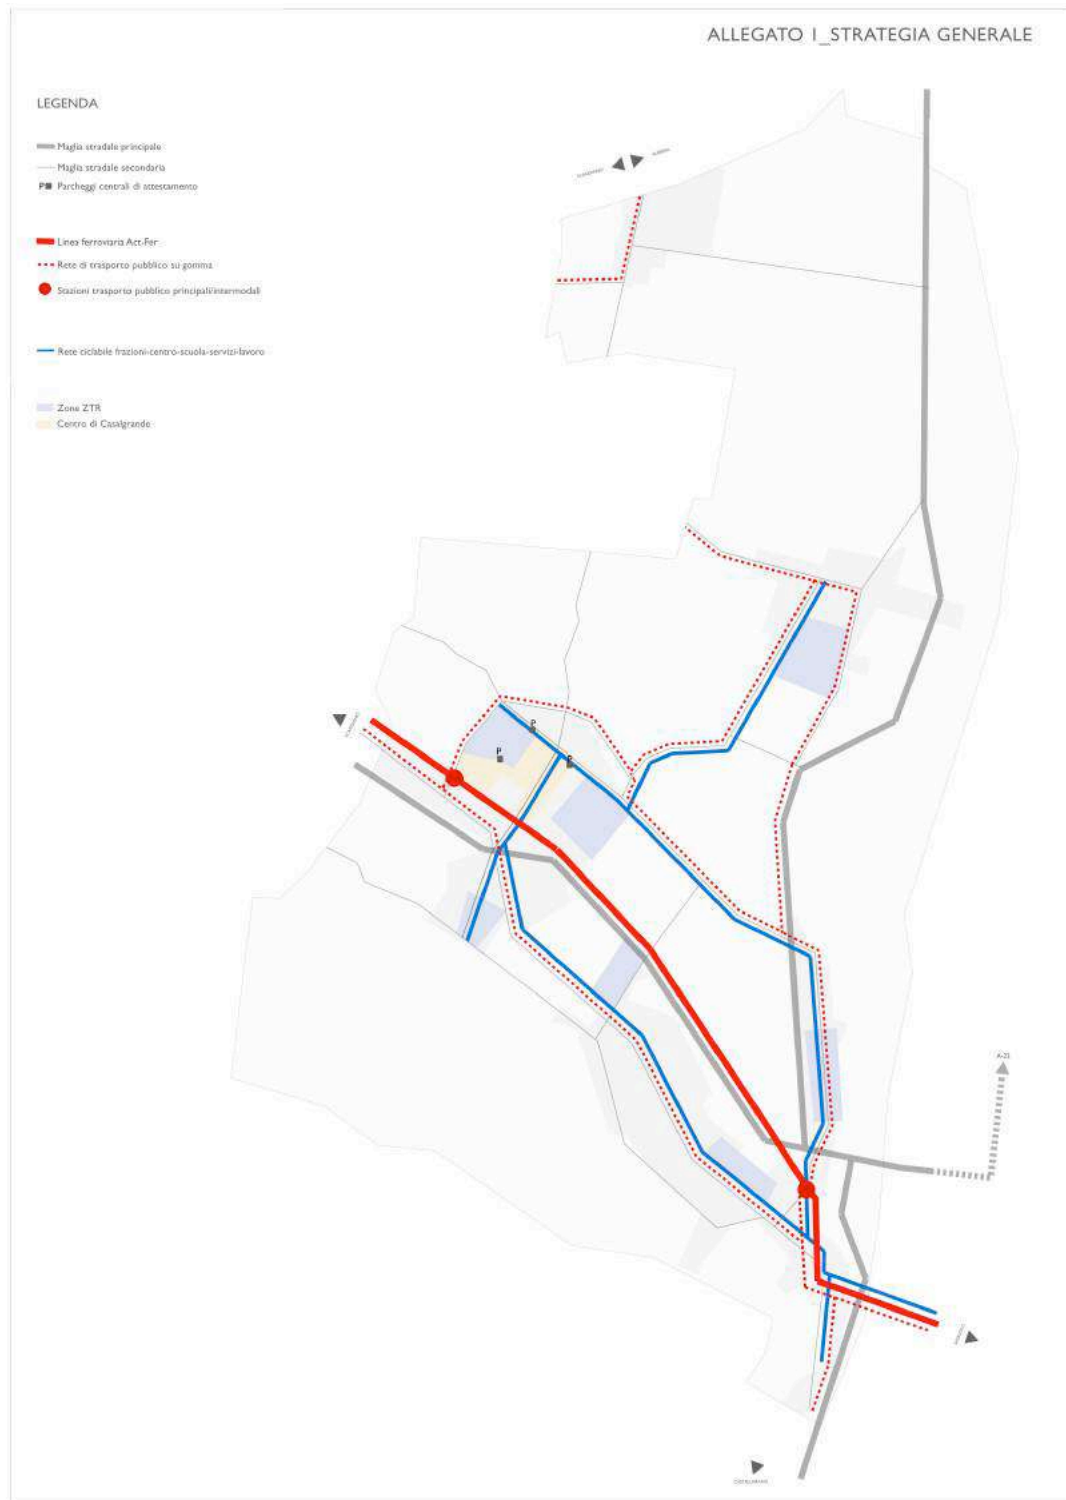 ALLEGATO 1_STRATEGIA GENERALE
LEGENDA
Maglia stradale principale
Maglia stradale secondaria
P Parcheggi centrali di attestamento
Linea ferroviaria Act-Fer
Rete di trasporto pubblico su gomma
Stazioni trasporto pubblico principali/intermodali
Rete ciclabile frazioni-centro-scuola-servizi-lavoro
Zone ZTR
Centro di Casalgrande
P
P
P